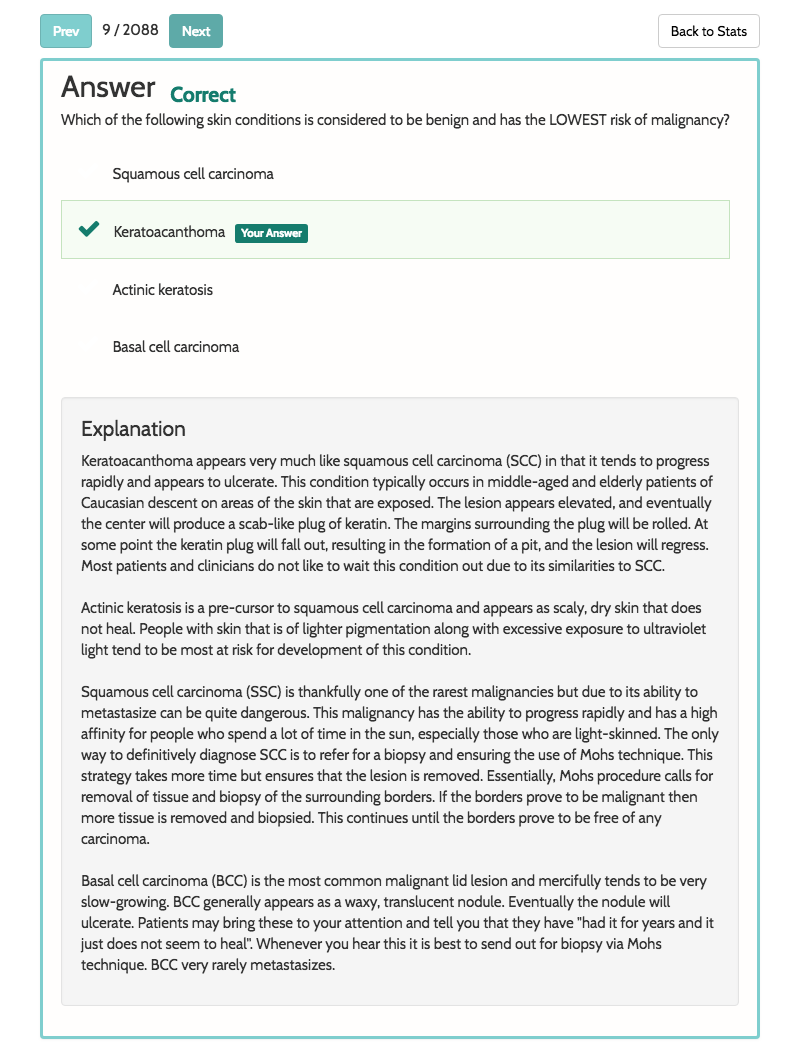 Prev 9 / 2088 Next Back to Stats
Answer Correct
Which of the following skin conditions is considered to be benign and has the LOWEST risk of malignancy?
Squamous cell carcinoma
Keratoacanthoma Your Answer
Actinic keratosis
Basal cell carcinoma
Explanation
Keratoacanthoma appears very much like squamous cell carcinoma (SCC) in that it tends to progress
rapidly and appears to ulcerate. This condition typically occurs in middle-aged and elderly patients of
Caucasian descent on areas of the skin that are exposed. The lesion appears elevated, and eventually
the center will produce a scab-like plug of keratin. The margins surrounding the plug will be rolled. At
some point the keratin plug will fall out, resulting in the formation of a pit, and the lesion will regress.
Most patients and clinicians do not like to wait this condition out due to its similarities to SCC.
Actinic keratosis is a pre-cursor to squamous cell carcinoma and appears as scaly, dry skin that does
not heal. People with skin that is of lighter pigmentation along with excessive exposure to ultraviolet
light tend to be most at risk for development of this condition.
Squamous cell carcinoma (SSC) is thankfully one of the rarest malignancies but due to its ability to
metastasize can be quite dangerous. This malignancy has the ability to progress rapidly and has a high
affinity for people who spend a lot of time in the sun, especially those who are light-skinned. The only
way to definitively diagnose SCC is to refer for a biopsy and ensuring the use of Mohs technique. This
strategy takes more time but ensures that the lesion is removed. Essentially, Mohs procedure calls for
removal of tissue and biopsy of the surrounding borders. If the borders prove to be malignant then
more tissue is removed and biopsied. This continues until the borders prove to be free of any
carcinoma.
Basal cell carcinoma (BCC) is the most common malignant lid lesion and mercifully tends to be very
slow-growing. BCC generally appears as a waxy, translucent nodule. Eventually the nodule will
ulcerate. Patients may bring these to your attention and tell you that they have "had it for years and it
just does not seem to heal". Whenever you hear this it is best to send out for biopsy via Mohs
technique. BCC very rarely metastasizes.